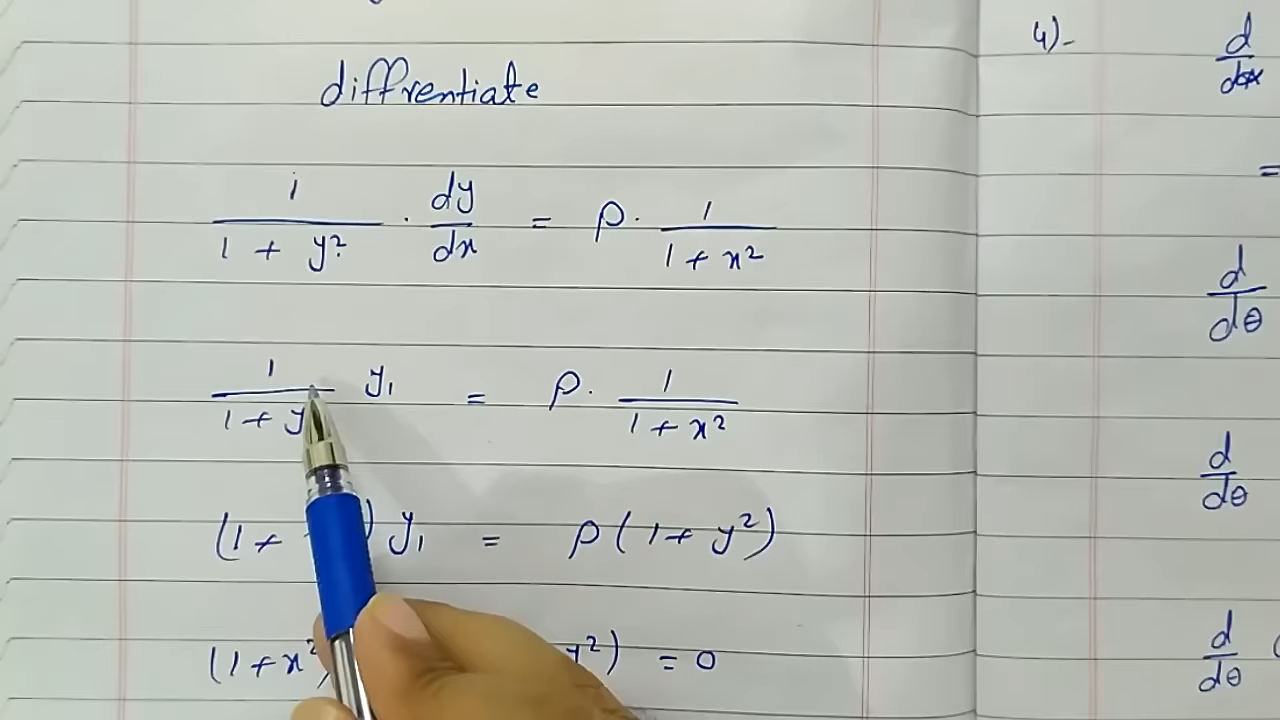 diffrentiate
1 / (1 + y²) · dy/dx = p · 1 / (1 + x²)
1 / (1 + y y₁ = p · 1 / (1 + x²)
(1 + ) y₁ = p (1 + y²)
(1 + x² y²) = 0
4)- d/dx
=
d/dθ
d/dθ
d/dθ (